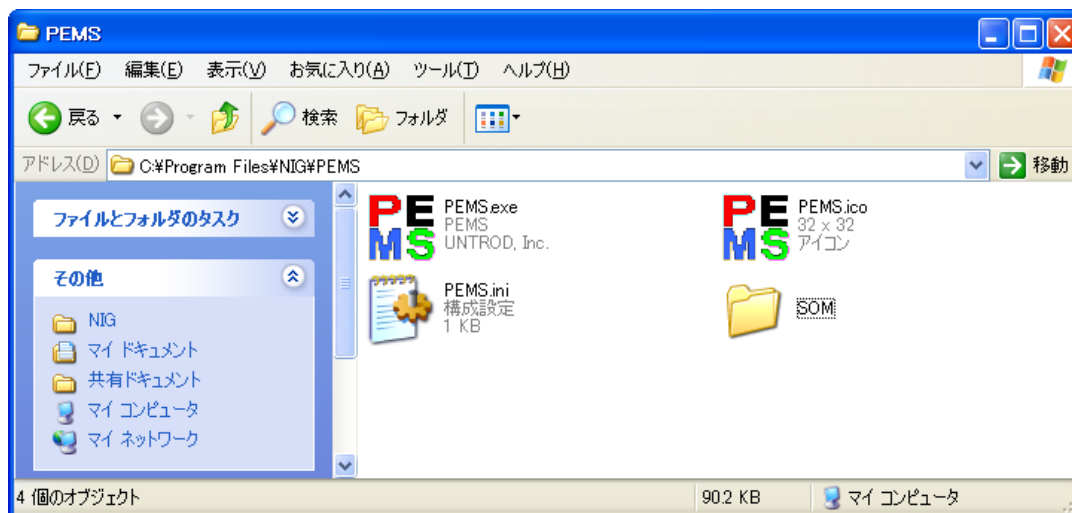 PEMS
ファイル(F) 編集(E) 表示(V) お気に入り(A) ツール(T) ヘルプ(H)
戻る 検索 フォルダ
アドレス(D) C:¥Program Files¥NIG¥PEMS 移動
ファイルとフォルダのタスク
その他
NIG
マイ ドキュメント
共有ドキュメント
マイ コンピュータ
マイ ネットワーク
PE
MS
PEMS.exe
PEMS
UNTROD, Inc.
PE
MS
PEMS.ico
32 x 32
アイコン
PEMS.ini
構成設定
1 KB
SOM
4 個のオブジェクト 90.2 KB マイ コンピュータ